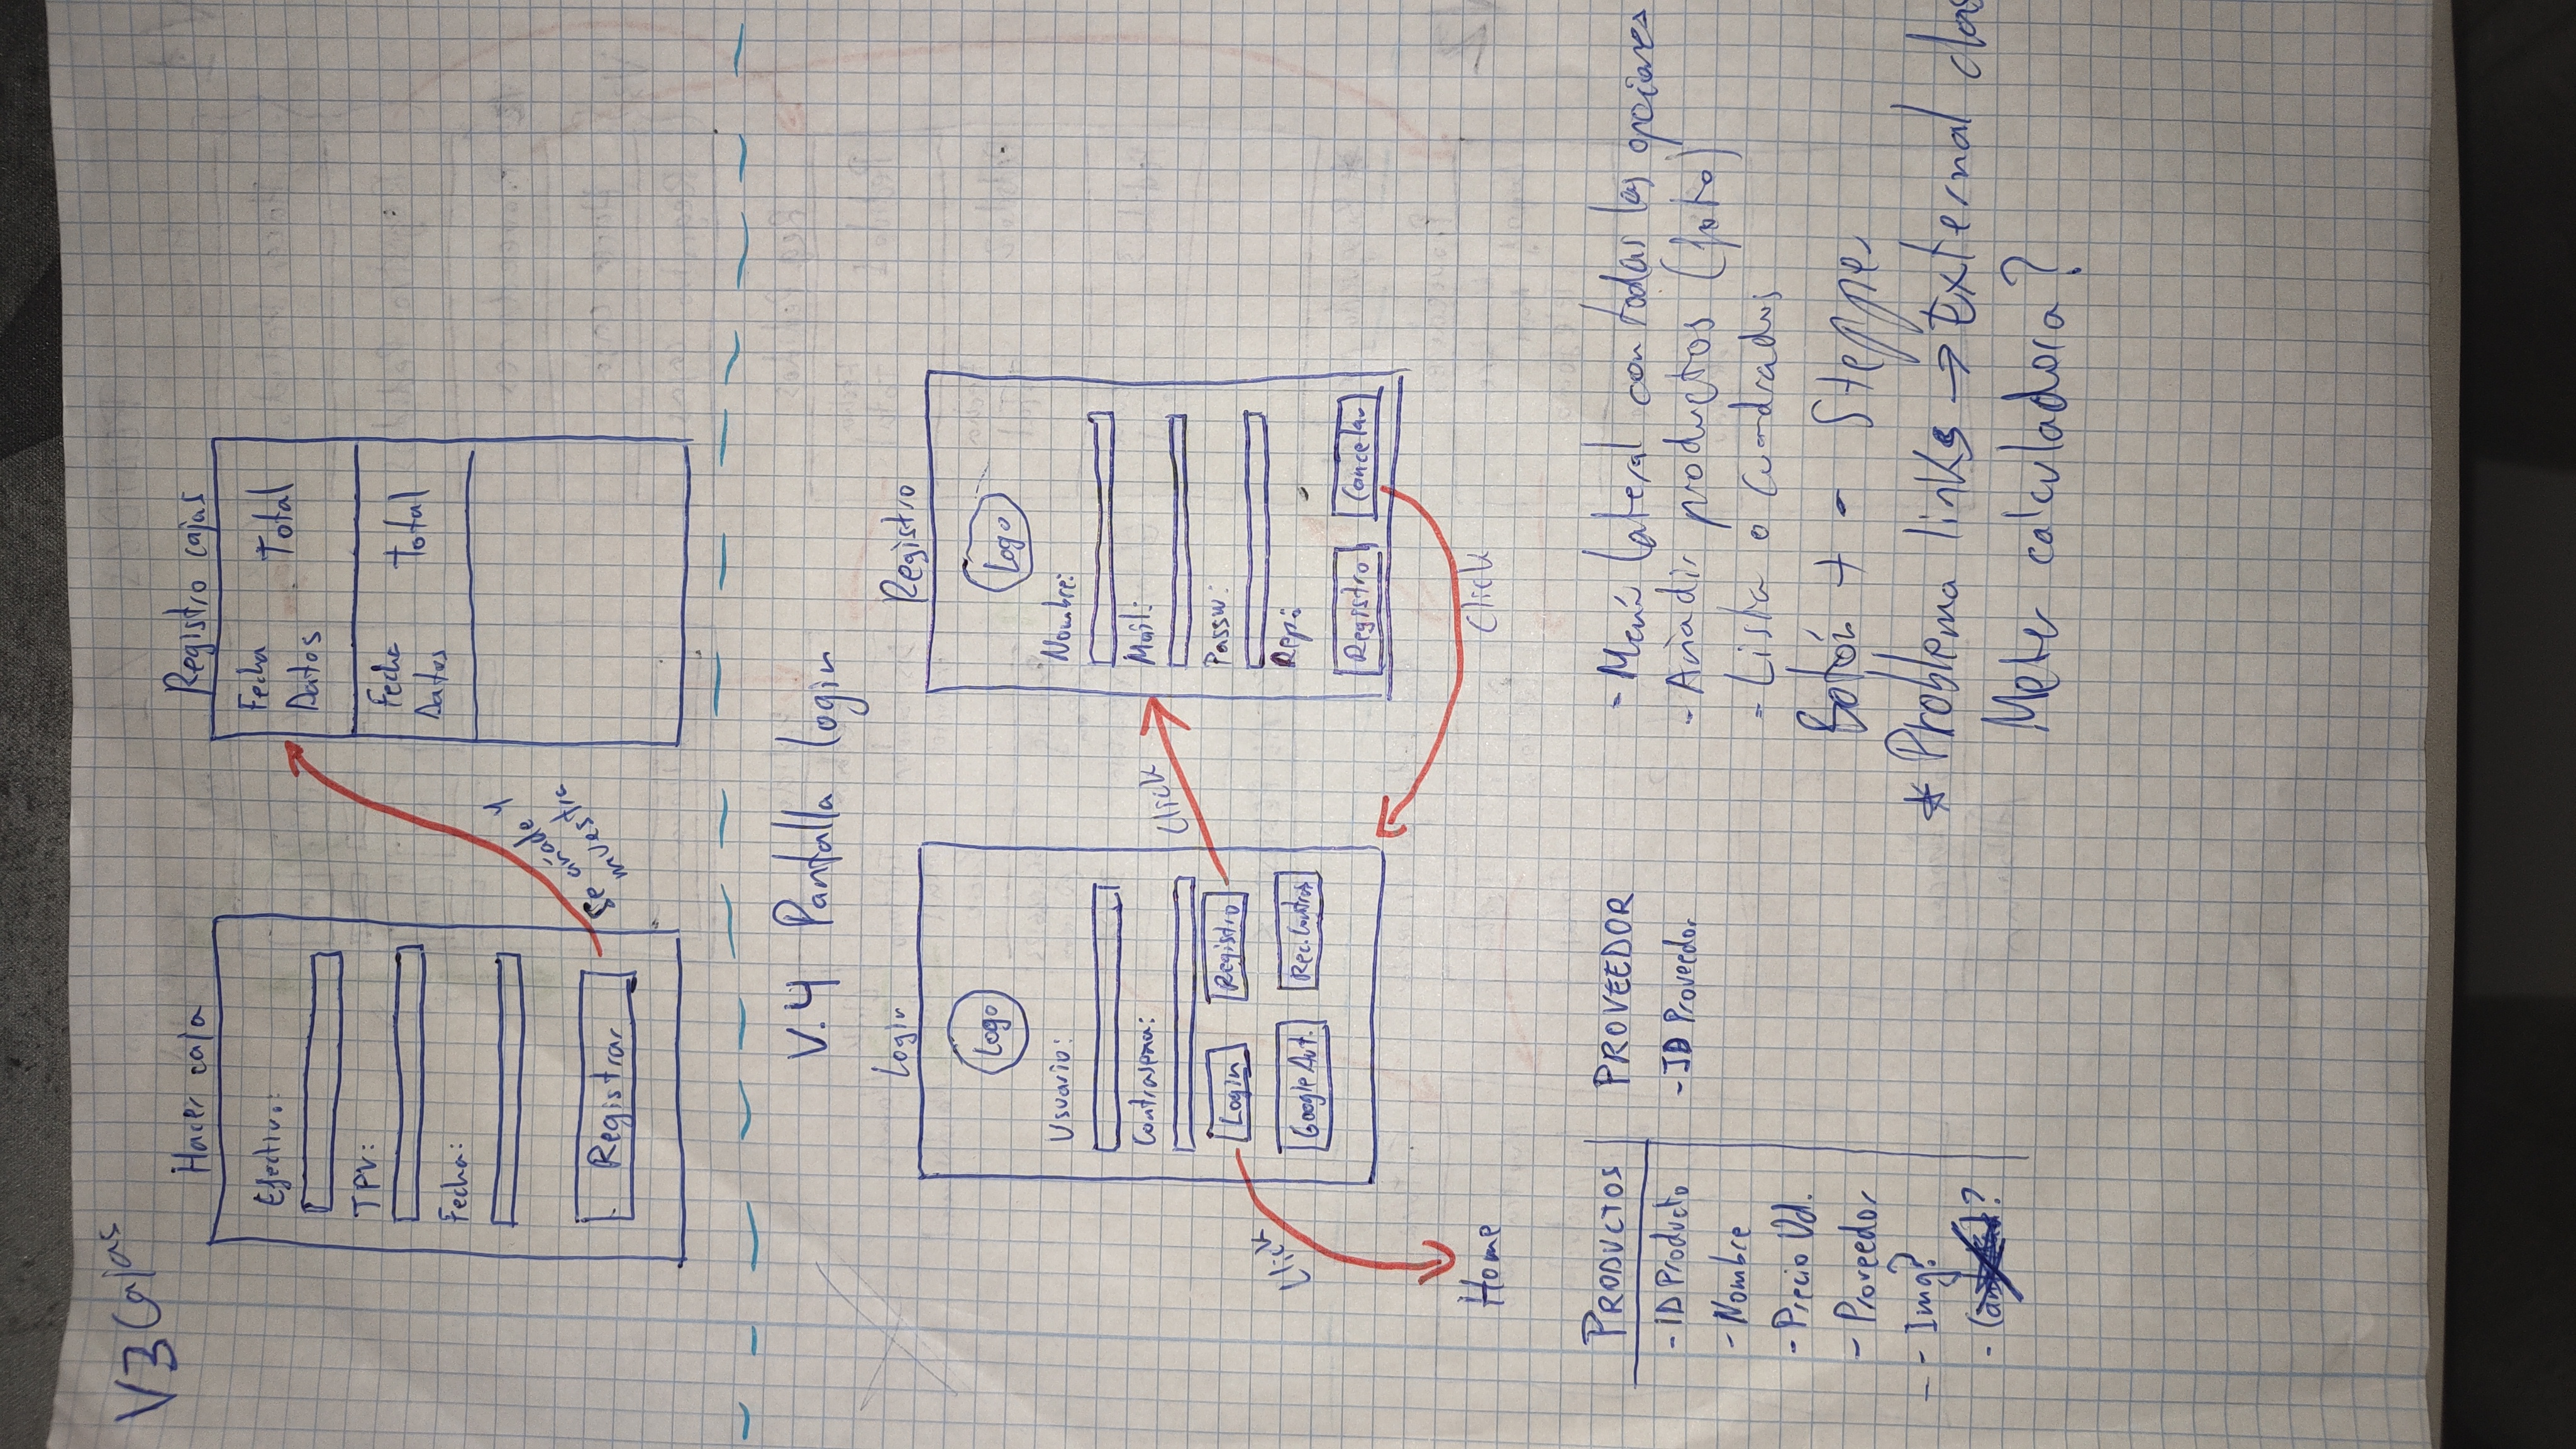 V3 Cajas
Hacer caja
Efectivo:
TPV:
Fecha:
Registrar
Se añade y
muestra
Registro cajas
Fecha
Datos
Total
Fecha
Datos
Total
V.4 Pantalla login
Login
Logo
Usuario:
Contraseña:
Login
Registro
Google Aut.
Rec. Contras
Click
Home
Click
Registro
Logo
Nombre:
Mail:
Passw:
Rep:
Registro
Cancelar
Click
PRODUCTOS
- ID Producto
- Nombre
- Precio Ud.
- Proveedor
- Img?
- ?
PROVEEDOR
- ID Proveedor
- Menú lateral con todas las opciones
- Añadir productos (foto)
- Lista o Cuadrados
Botón + - Stepper
* Problema links → External clas
Meter calculadora?